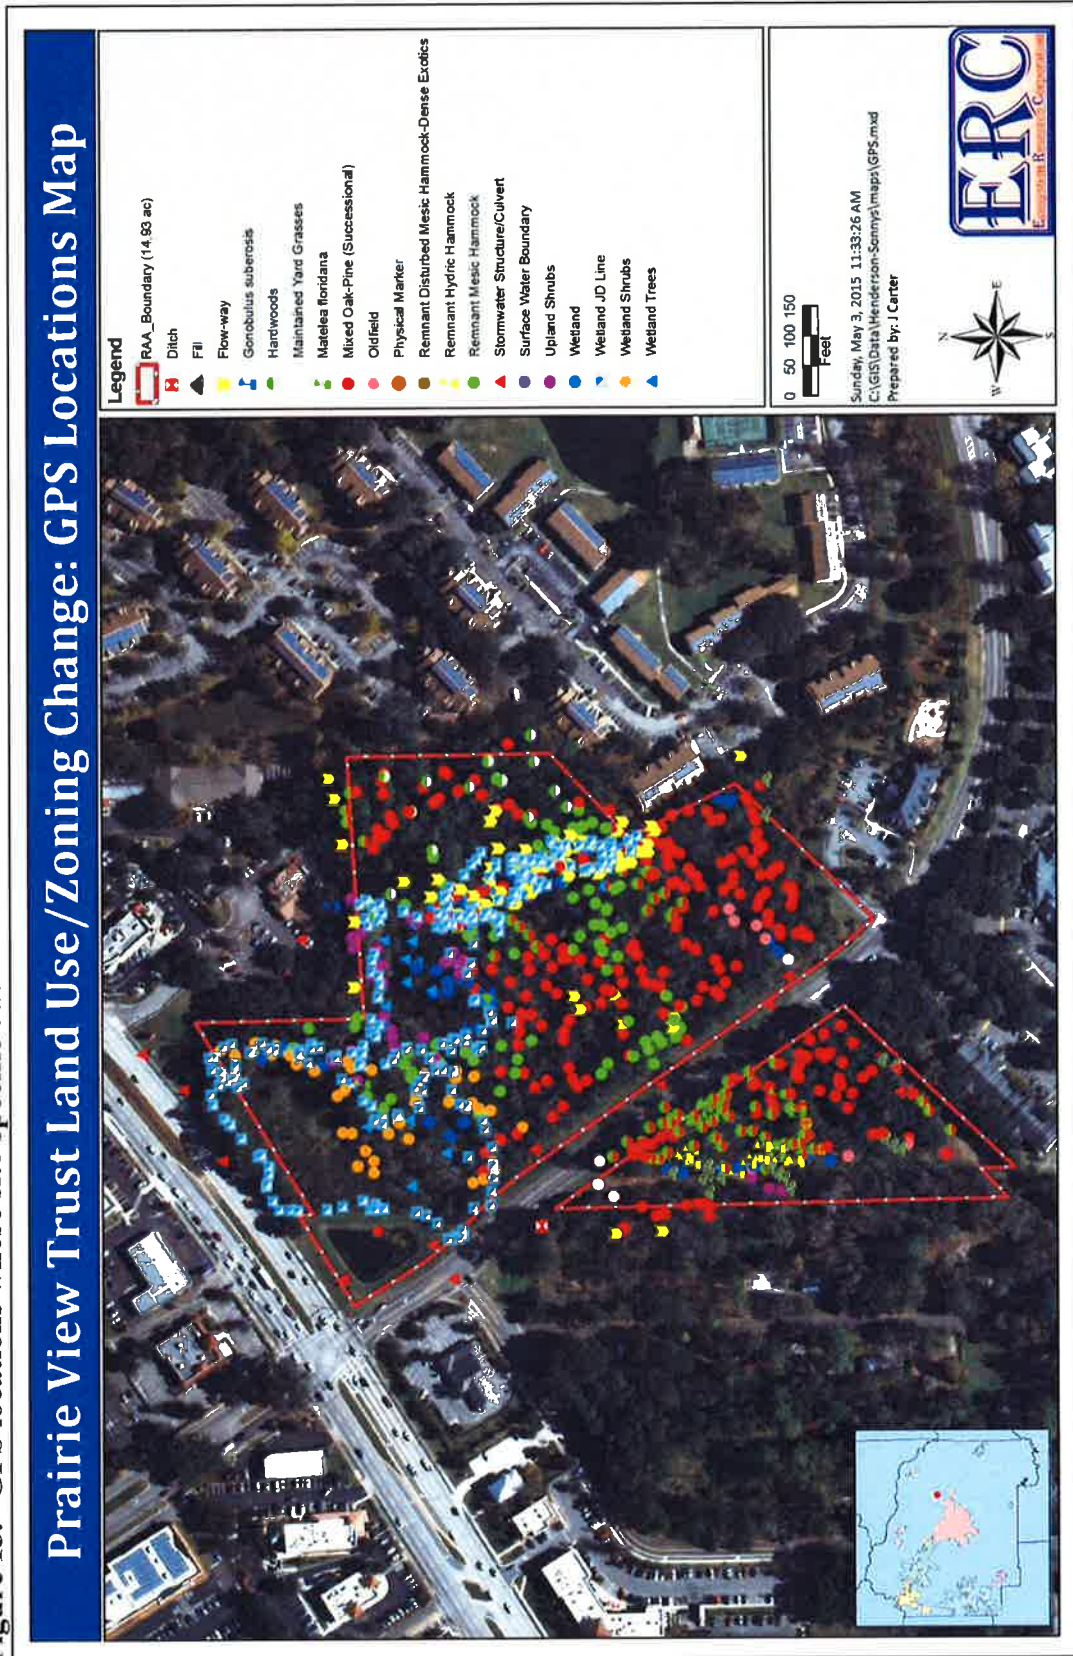 Prairie View Trust Land Use/Zoning Change: GPS Locations Map
Legend
RAA_Boundary (14.93 ac)
Ditch
Fill
Flow-way
Gonobulus suberosis
Hardwoods
Maintained Yard Grasses
Matelea floridana
Mixed Oak-Pine (Successional)
Oldfield
Physical Marker
Remnant Disturbed Mesic Hammock-Dense Exotics
Remnant Hydric Hammock
Remnant Mesic Hammock
Stormwater Structure/Culvert
Surface Water Boundary
Upland Shrubs
Wetland
Wetland JD Line
Wetland Shrubs
Wetland Trees
0 50 100 150
Feet
Sunday, May 3, 2015 11:33:26 AM
C:\GIS\Data\Henderson-Sonnys\maps\GPS.mxd
Prepared by: J Carter
N
W
E
S
ERC
Ecosystem Research Corporation